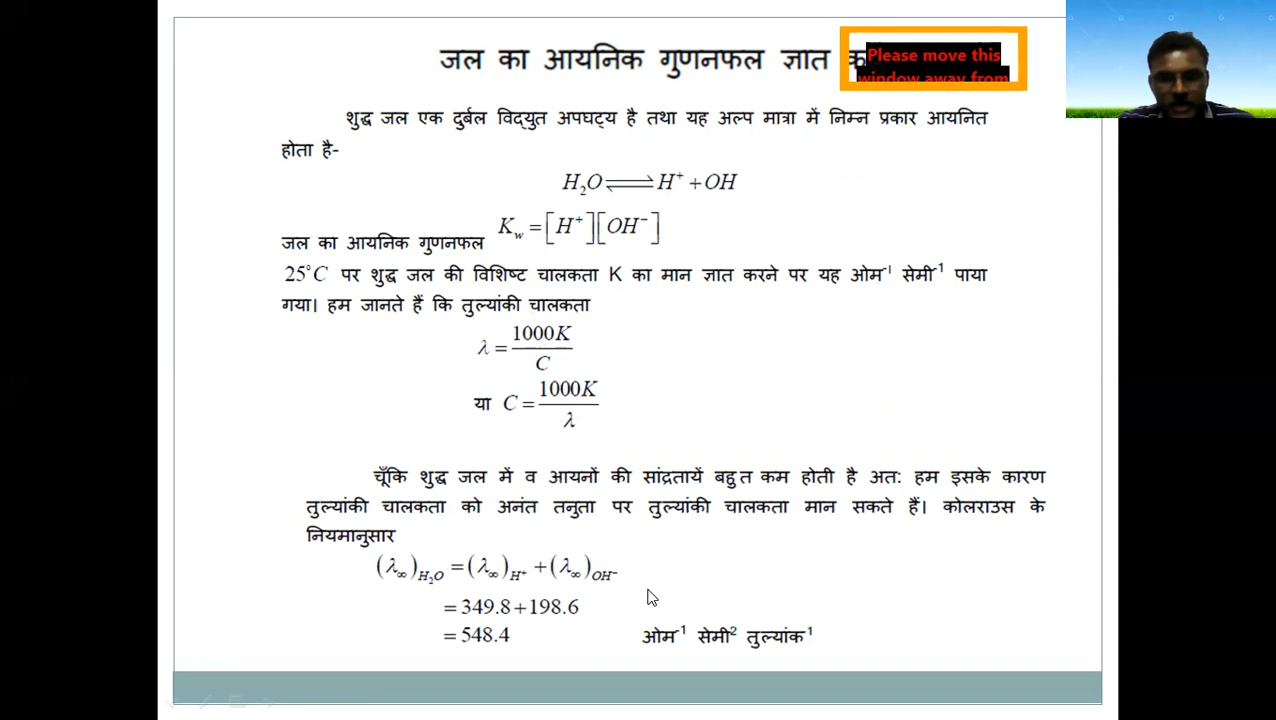 जल का आयनिक गुणनफल ज्ञात
Please move this
window away from
शुद्ध जल एक दुर्बल विद्युत अपघट्य है तथा यह अल्प मात्रा में निम्न प्रकार आयनित
होता है-
H₂O ⇌ H⁺ + OH
जल का आयनिक गुणनफल K_w = [H⁺][OH⁻]
25°C पर शुद्ध जल की विशिष्ट चालकता K का मान ज्ञात करने पर यह ओम⁻¹ सेमी⁻¹ पाया
गया। हम जानते हैं कि तुल्यांकी चालकता
λ = 1000K / C
या C = 1000K / λ
चूँकि शुद्ध जल में व आयनों की सांद्रतायें बहुत कम होती है अत: हम इसके कारण
तुल्यांकी चालकता को अनंत तनुता पर तुल्यांकी चालकता मान सकते हैं। कोलराउस के
नियमानुसार
(λ∞)H₂O = (λ∞)H⁺ + (λ∞)OH⁻
= 349.8 + 198.6
= 548.4 ओम⁻¹ सेमी² तुल्यांक⁻¹